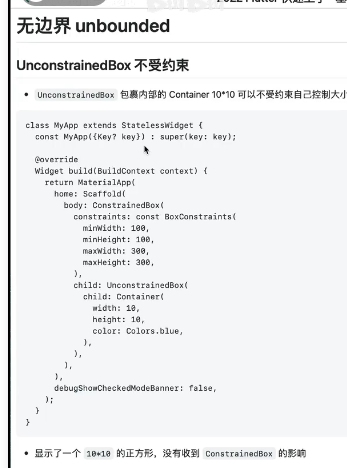 无边界 unbounded
UnconstrainedBox 不受约束
• UnconstrainedBox 包裹内部的 Container 10*10 可以不受约束自己控制大小
class MyApp extends StatelessWidget {
  const MyApp({Key? key}) : super(key: key);

  @override
  Widget build(BuildContext context) {
    return MaterialApp(
      home: Scaffold(
        body: ConstrainedBox(
          constraints: const BoxConstraints(
            minWidth: 100,
            minHeight: 100,
            maxWidth: 300,
            maxHeight: 300,
          ),
          child: UnconstrainedBox(
            child: Container(
              width: 10,
              height: 10,
              color: Colors.blue,
            ),
          ),
        ),
      ),
      debugShowCheckedModeBanner: false,
    );
  }
}
• 显示了一个 10*10 的正方形，没有收到 ConstrainedBox 的影响